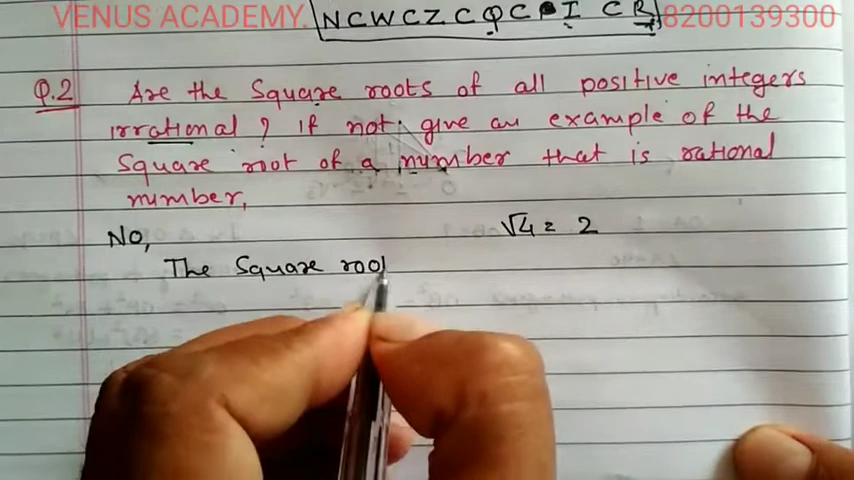 VENUS ACADEMY. 8200139300
N C W C Z C Q C I C R
Q.2 Are the Square roots of all positive integers
irrational ? if not give an example of the
Square root of a number that is rational
number,
No, √4 = 2
The Square root